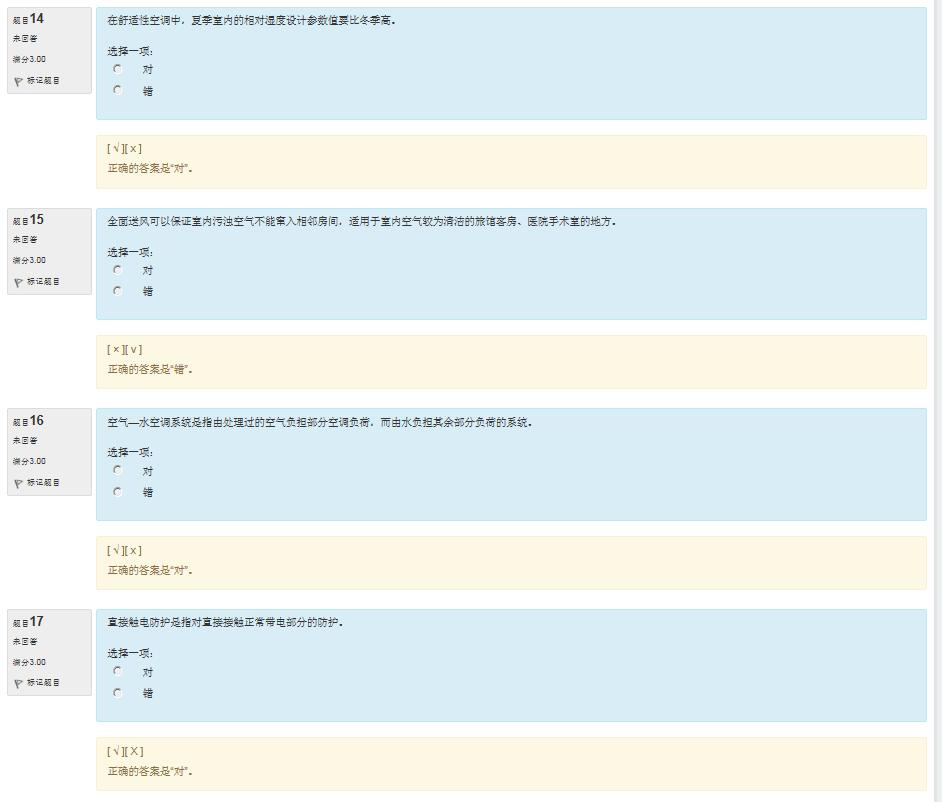 题目14
未回答
满分3.00
标记题目
在舒适性空调中，夏季室内的相对湿度设计参数值要比冬季高。
选择一项：
对
错
[ √ ][ x ]
正确的答案是“对”。
题目15
未回答
满分3.00
标记题目
全面送风可以保证室内污浊空气不能窜入相邻房间，适用于室内空气较为清洁的旅馆客房、医院手术室的地方。
选择一项：
对
错
[ × ][ v ]
正确的答案是“错”。
题目16
未回答
满分3.00
标记题目
空气—水空调系统是指由处理过的空气负担部分空调负荷，而由水负担其余部分负荷的系统。
选择一项：
对
错
[ √ ][ x ]
正确的答案是“对”。
题目17
未回答
满分3.00
标记题目
直接触电防护是指对直接接触正常带电部分的防护。
选择一项：
对
错
[ √ ][ X ]
正确的答案是“对”。